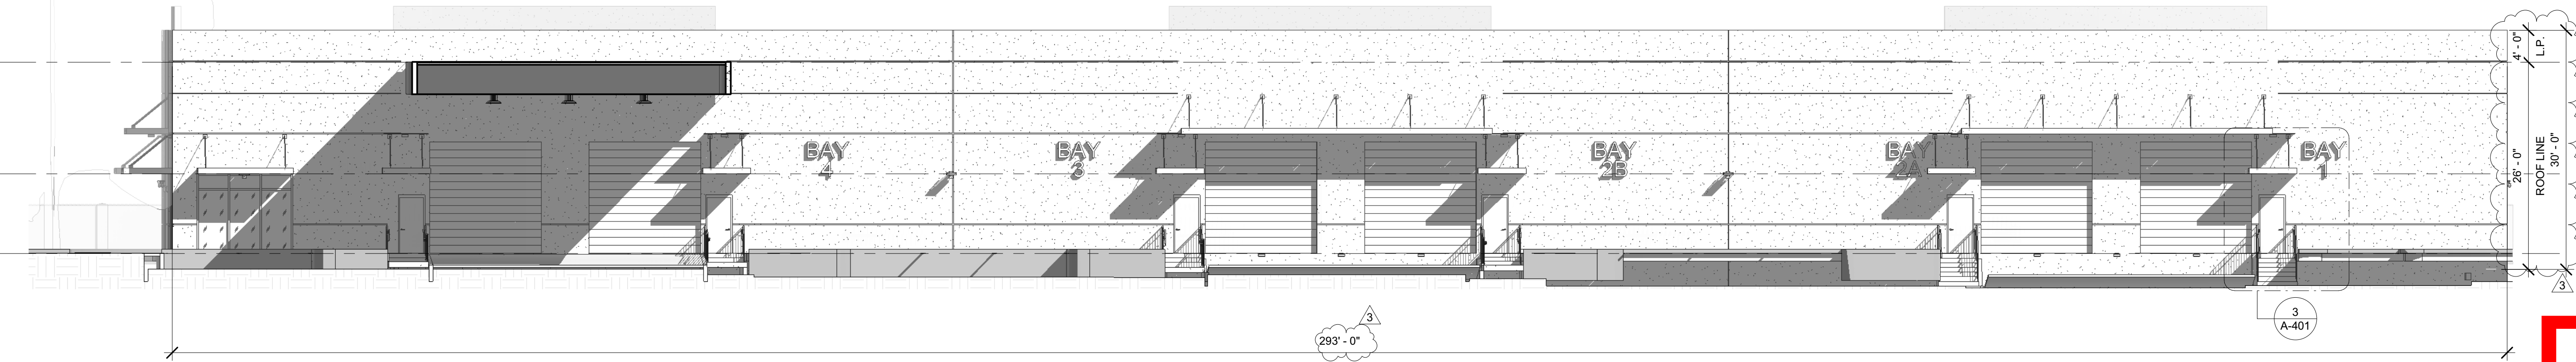 BAY
4
BAY
3
BAY
2B
BAY
2A
BAY
1
4' - 0"
L.P.
26' - 0"
ROOF LINE
30' - 0"
3
3
293' - 0"
3
A-401